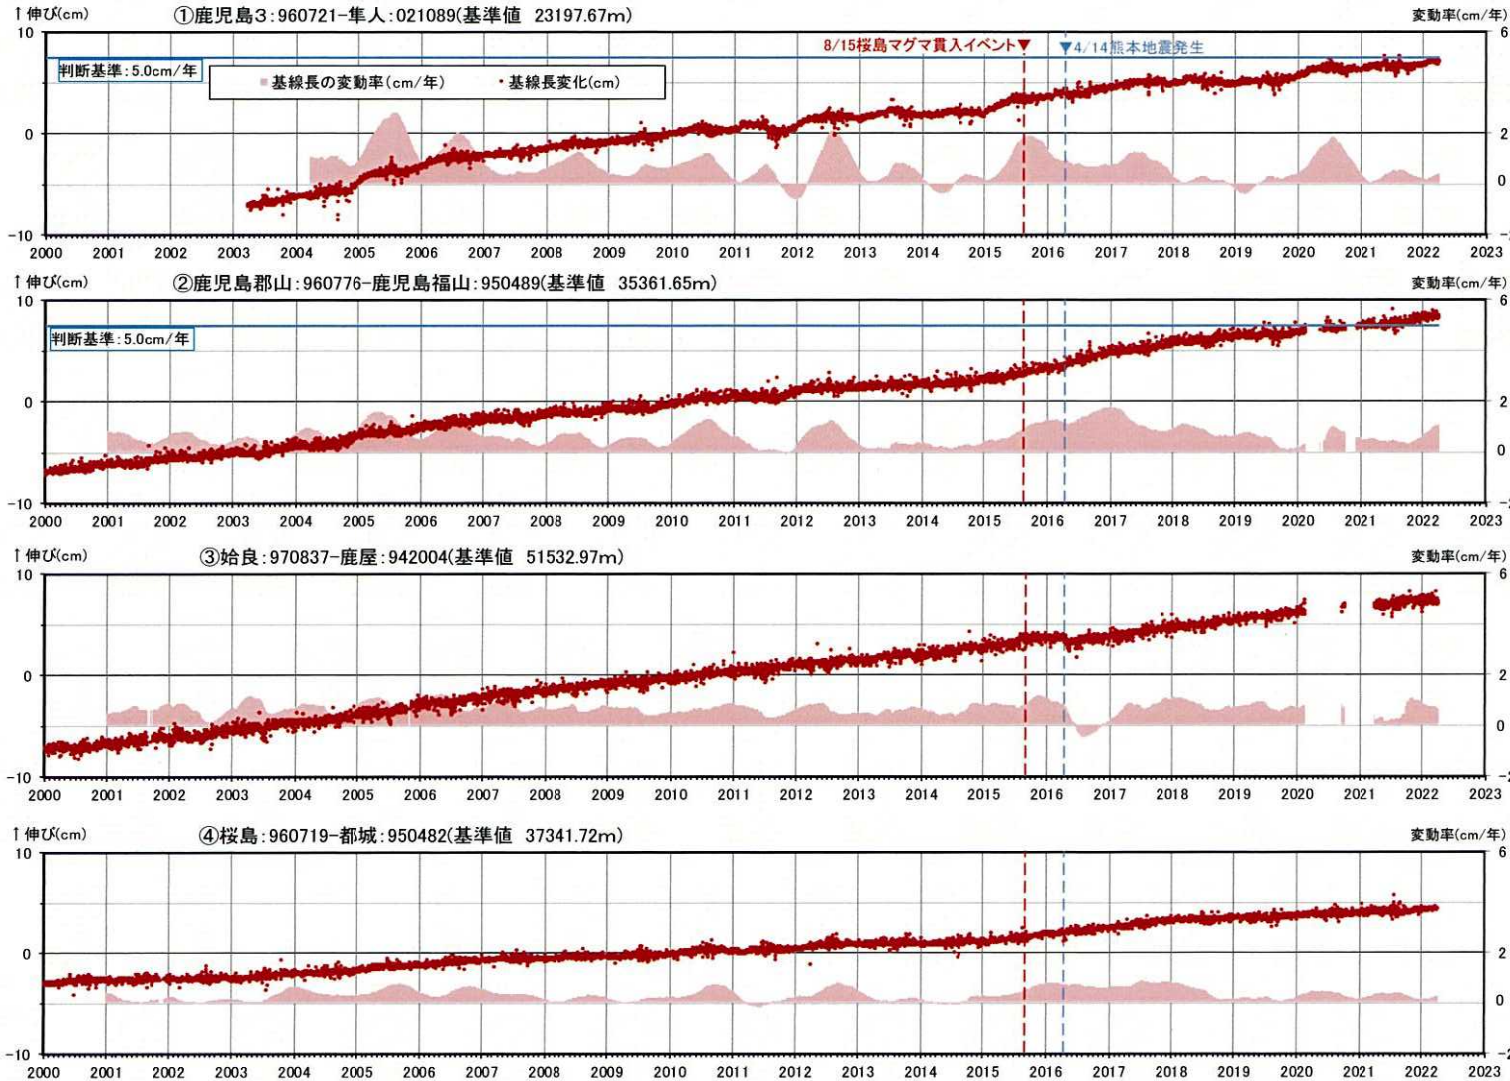 ↑伸び(cm) ①鹿児島3:960721-隼人:021089(基準値 23197.67m) 変動率(cm/年)
10 6
8/15桜島マグマ貫入イベント▼ ▼4/14熊本地震発生
判断基準:5.0cm/年
基線長の変動率(cm/年) 基線長変化(cm)
0 2
0
-10 -2
2000 2001 2002 2003 2004 2005 2006 2007 2008 2009 2010 2011 2012 2013 2014 2015 2016 2017 2018 2019 2020 2021 2022 2023
↑伸び(cm) ②鹿児島郡山:960776-鹿児島福山:950489(基準値 35361.65m) 変動率(cm/年)
10 6
判断基準:5.0cm/年
0 2
0
-10 -2
2000 2001 2002 2003 2004 2005 2006 2007 2008 2009 2010 2011 2012 2013 2014 2015 2016 2017 2018 2019 2020 2021 2022 2023
↑伸び(cm) ③姶良:970837-鹿屋:942004(基準値 51532.97m) 変動率(cm/年)
10 6
0 2
0
-10 -2
2000 2001 2002 2003 2004 2005 2006 2007 2008 2009 2010 2011 2012 2013 2014 2015 2016 2017 2018 2019 2020 2021 2022 2023
↑伸び(cm) ④桜島:960719-都城:950482(基準値 37341.72m) 変動率(cm/年)
10 6
0 2
0
-10 -2
2000 2001 2002 2003 2004 2005 2006 2007 2008 2009 2010 2011 2012 2013 2014 2015 2016 2017 2018 2019 2020 2021 2022 2023